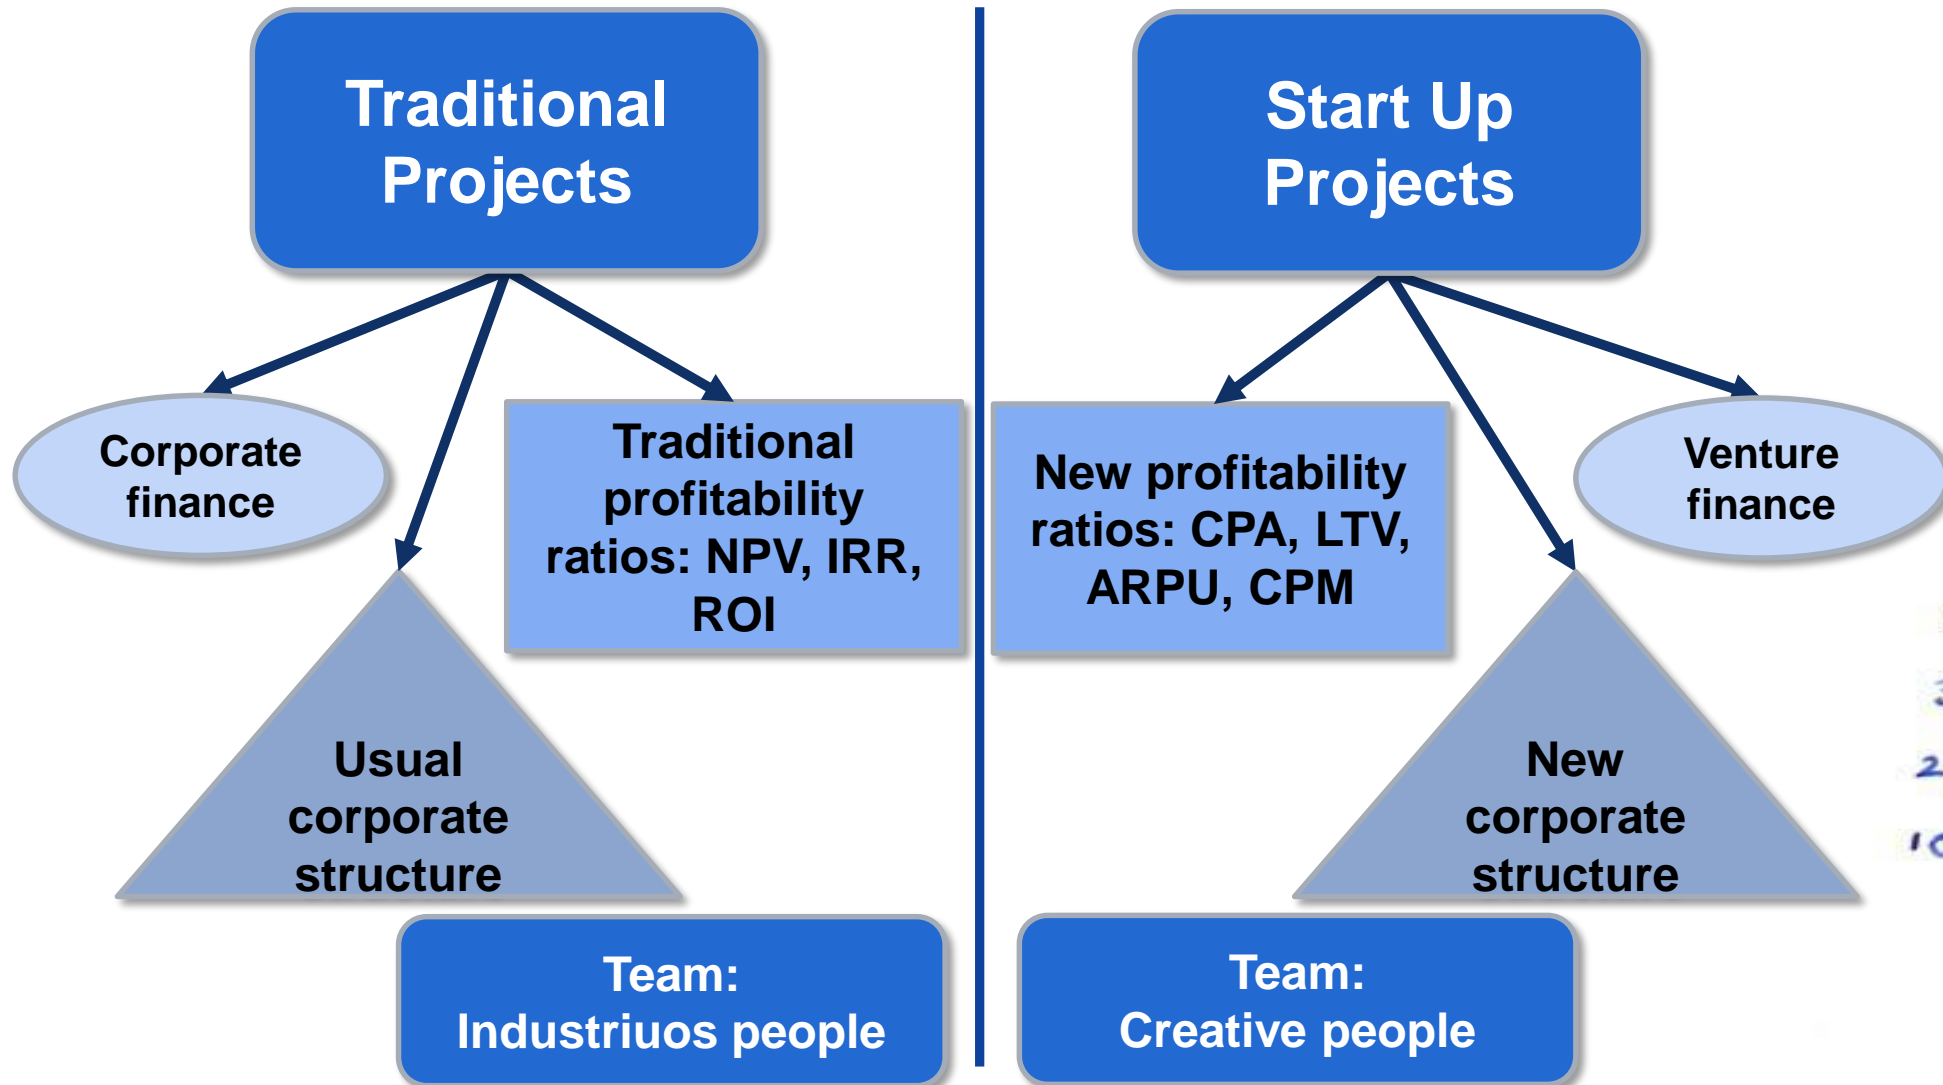 Traditional
Projects
Corporate
finance
Traditional
profitability
ratios: NPV, IRR,
ROI
Usual
corporate
structure
Team:
Industriuos people
Start Up
Projects
New profitability
ratios: CPA, LTV,
ARPU, CPM
Venture
finance
New
corporate
structure
Team:
Creative people